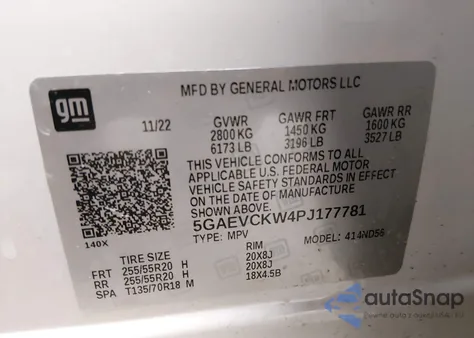 gm
MFD BY GENERAL MOTORS LLC
11/22
GVWR GAWR FRT GAWR RR
2800 KG 1450 KG 1600 KG
6173 LB 3196 LB 3527 LB
THIS VEHICLE CONFORMS TO ALL
APPLICABLE U.S. FEDERAL MOTOR
VEHICLE SAFETY STANDARDS IN EFFECT
ON THE DATE OF MANUFACTURE
140X
5GAEVCKW4PJ177781
TYPE: MPV MODEL: 414ND56
TIRE SIZE RIM
FRT 255/55R20 H 20X8J
RR 255/55R20 H 20X8J
SPA T135/70R18 M 18X4.5B
autoSnap